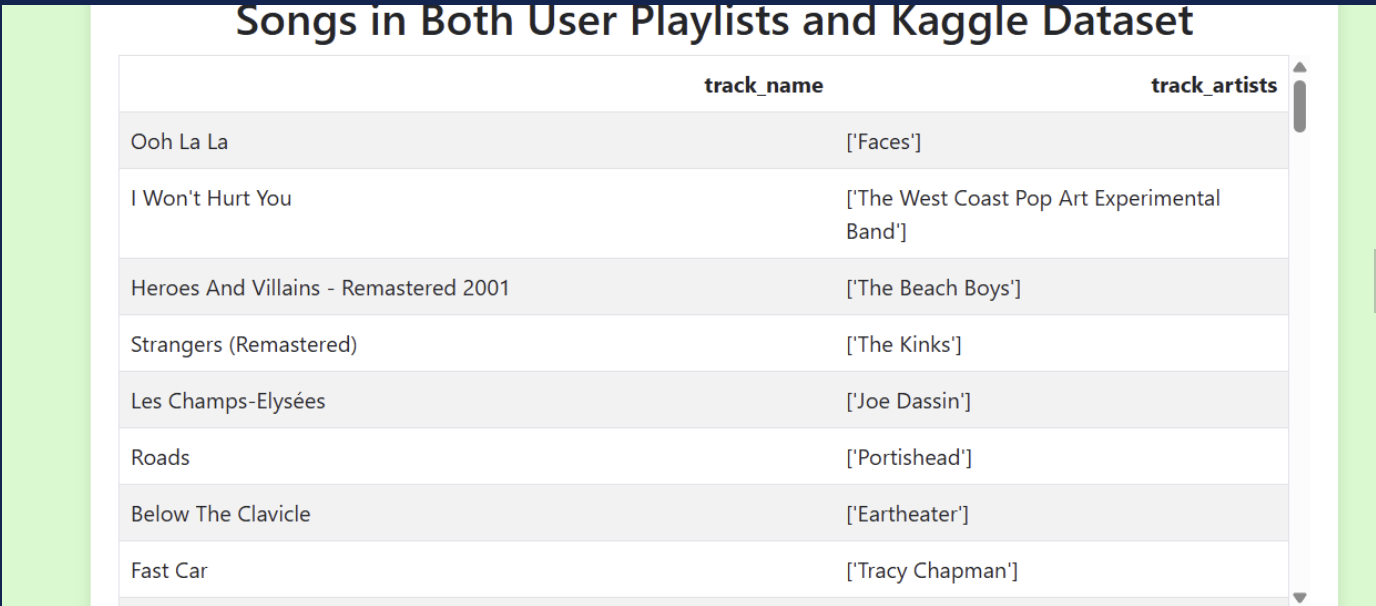 Songs in Both User Playlists and Kaggle Dataset
track_name track_artists
Ooh La La ['Faces']
I Won't Hurt You ['The West Coast Pop Art Experimental
Band']
Heroes And Villains - Remastered 2001 ['The Beach Boys']
Strangers (Remastered) ['The Kinks']
Les Champs-Elysées ['Joe Dassin']
Roads ['Portishead']
Below The Clavicle ['Eartheater']
Fast Car ['Tracy Chapman']